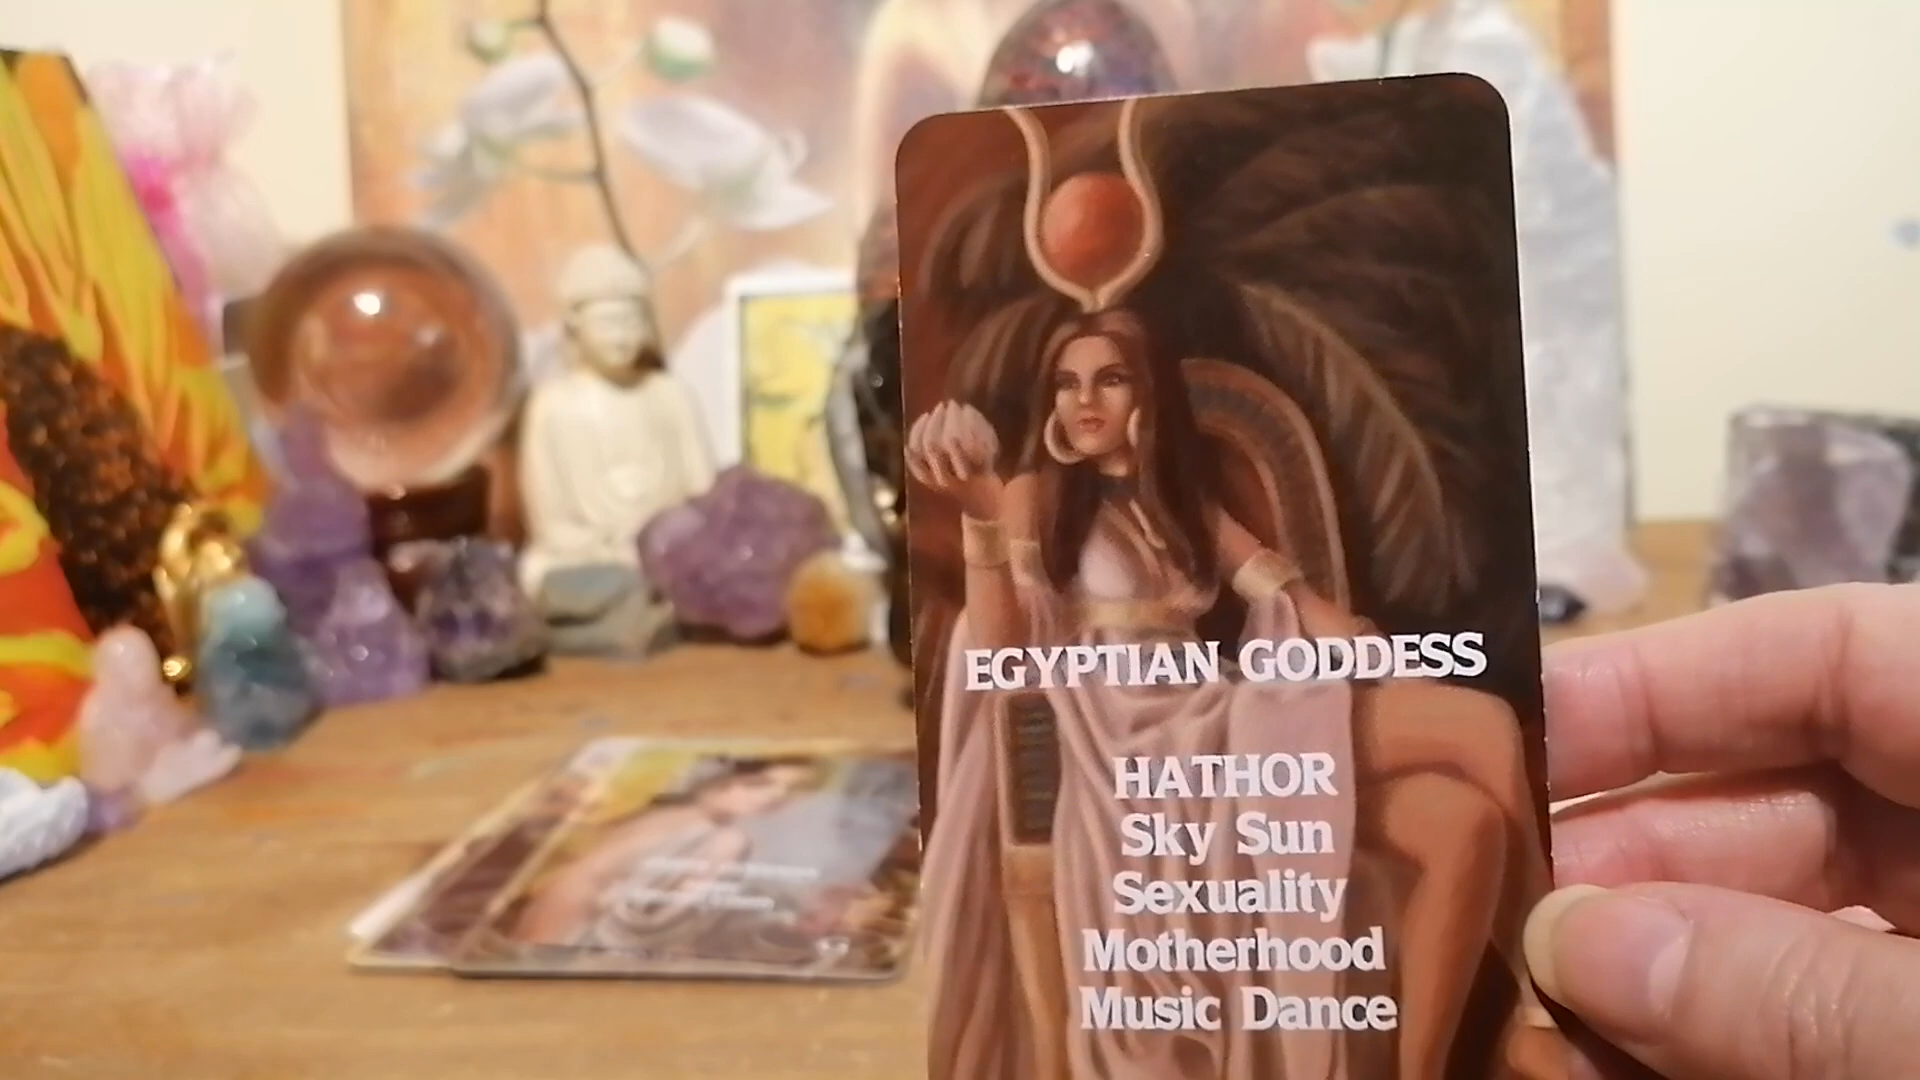 EGYPTIAN GODDESS
HATHOR
Sky Sun
Sexuality
Motherhood
Music Dance